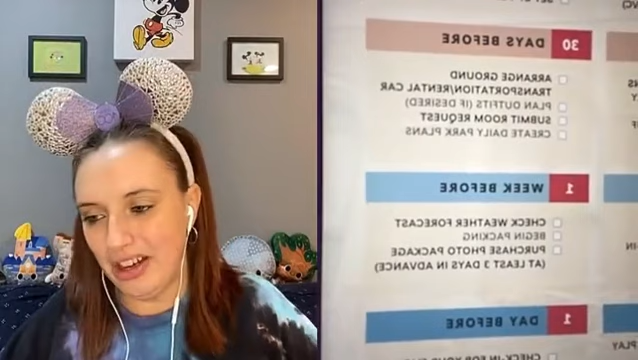 30 DAYS BEFORE
ARRANGE GROUND
TRANSPORTATION/RENTAL CAR
PLAN OUTFITS (IF DESIRED)
SUBMIT ROOM REQUEST
CREATE DAILY PARK PLANS
1 WEEK BEFORE
CHECK WEATHER FORECAST
BEGIN PACKING
PURCHASE PHOTO PACKAGE
(AT LEAST 3 DAYS IN ADVANCE)
1 DAY BEFORE